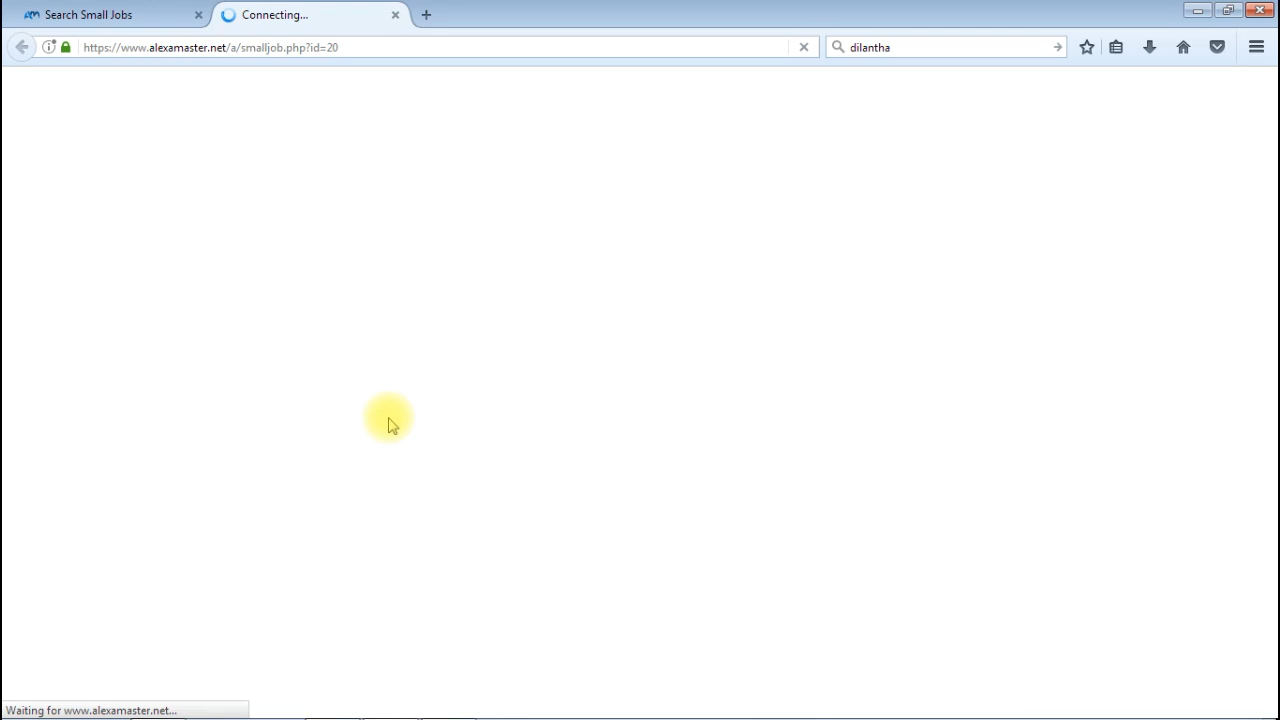 Search Small Jobs
Connecting...
https://www.alexamaster.net/a/smalljob.php?id=20
dilantha
Waiting for www.alexamaster.net...